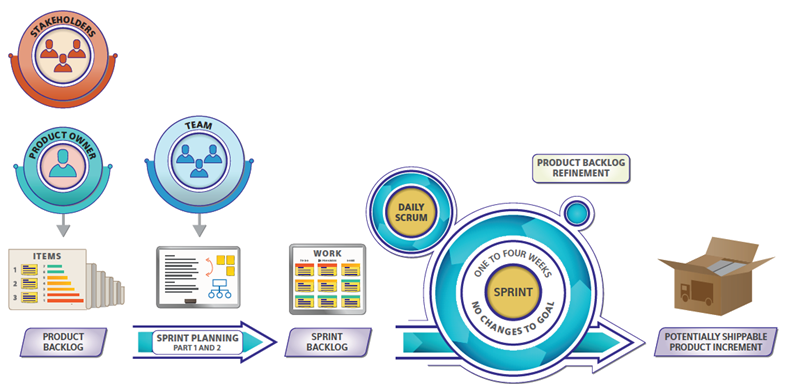 STAKEHOLDERS
PRODUCT OWNER
TEAM
PRODUCT BACKLOG
REFINEMENT
DAILY
SCRUM
ITEMS
1
2
3
WORK
ONE TO FOUR WEEKS
SPRINT
NO CHANGES TO GOAL
PRODUCT
BACKLOG
SPRINT PLANNING
PART 1 AND 2
SPRINT
BACKLOG
POTENTIALLY SHIPPABLE
PRODUCT INCREMENT